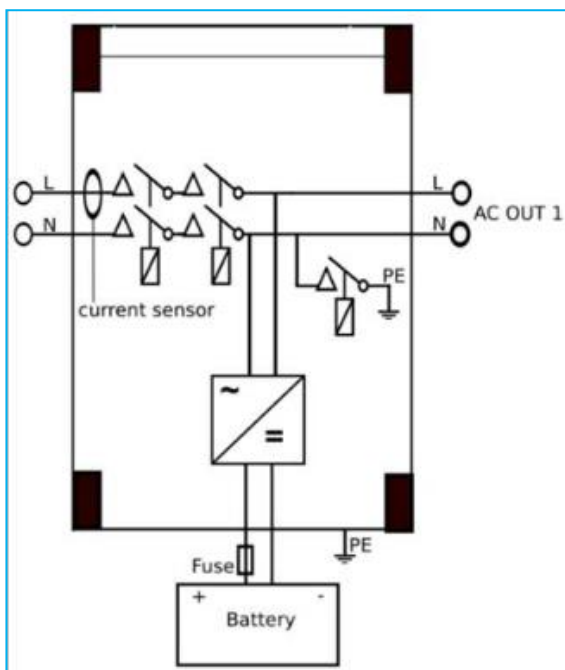 L
L
N
N
AC OUT 1
PE
current sensor
~
=
PE
Fuse
+
-
Battery